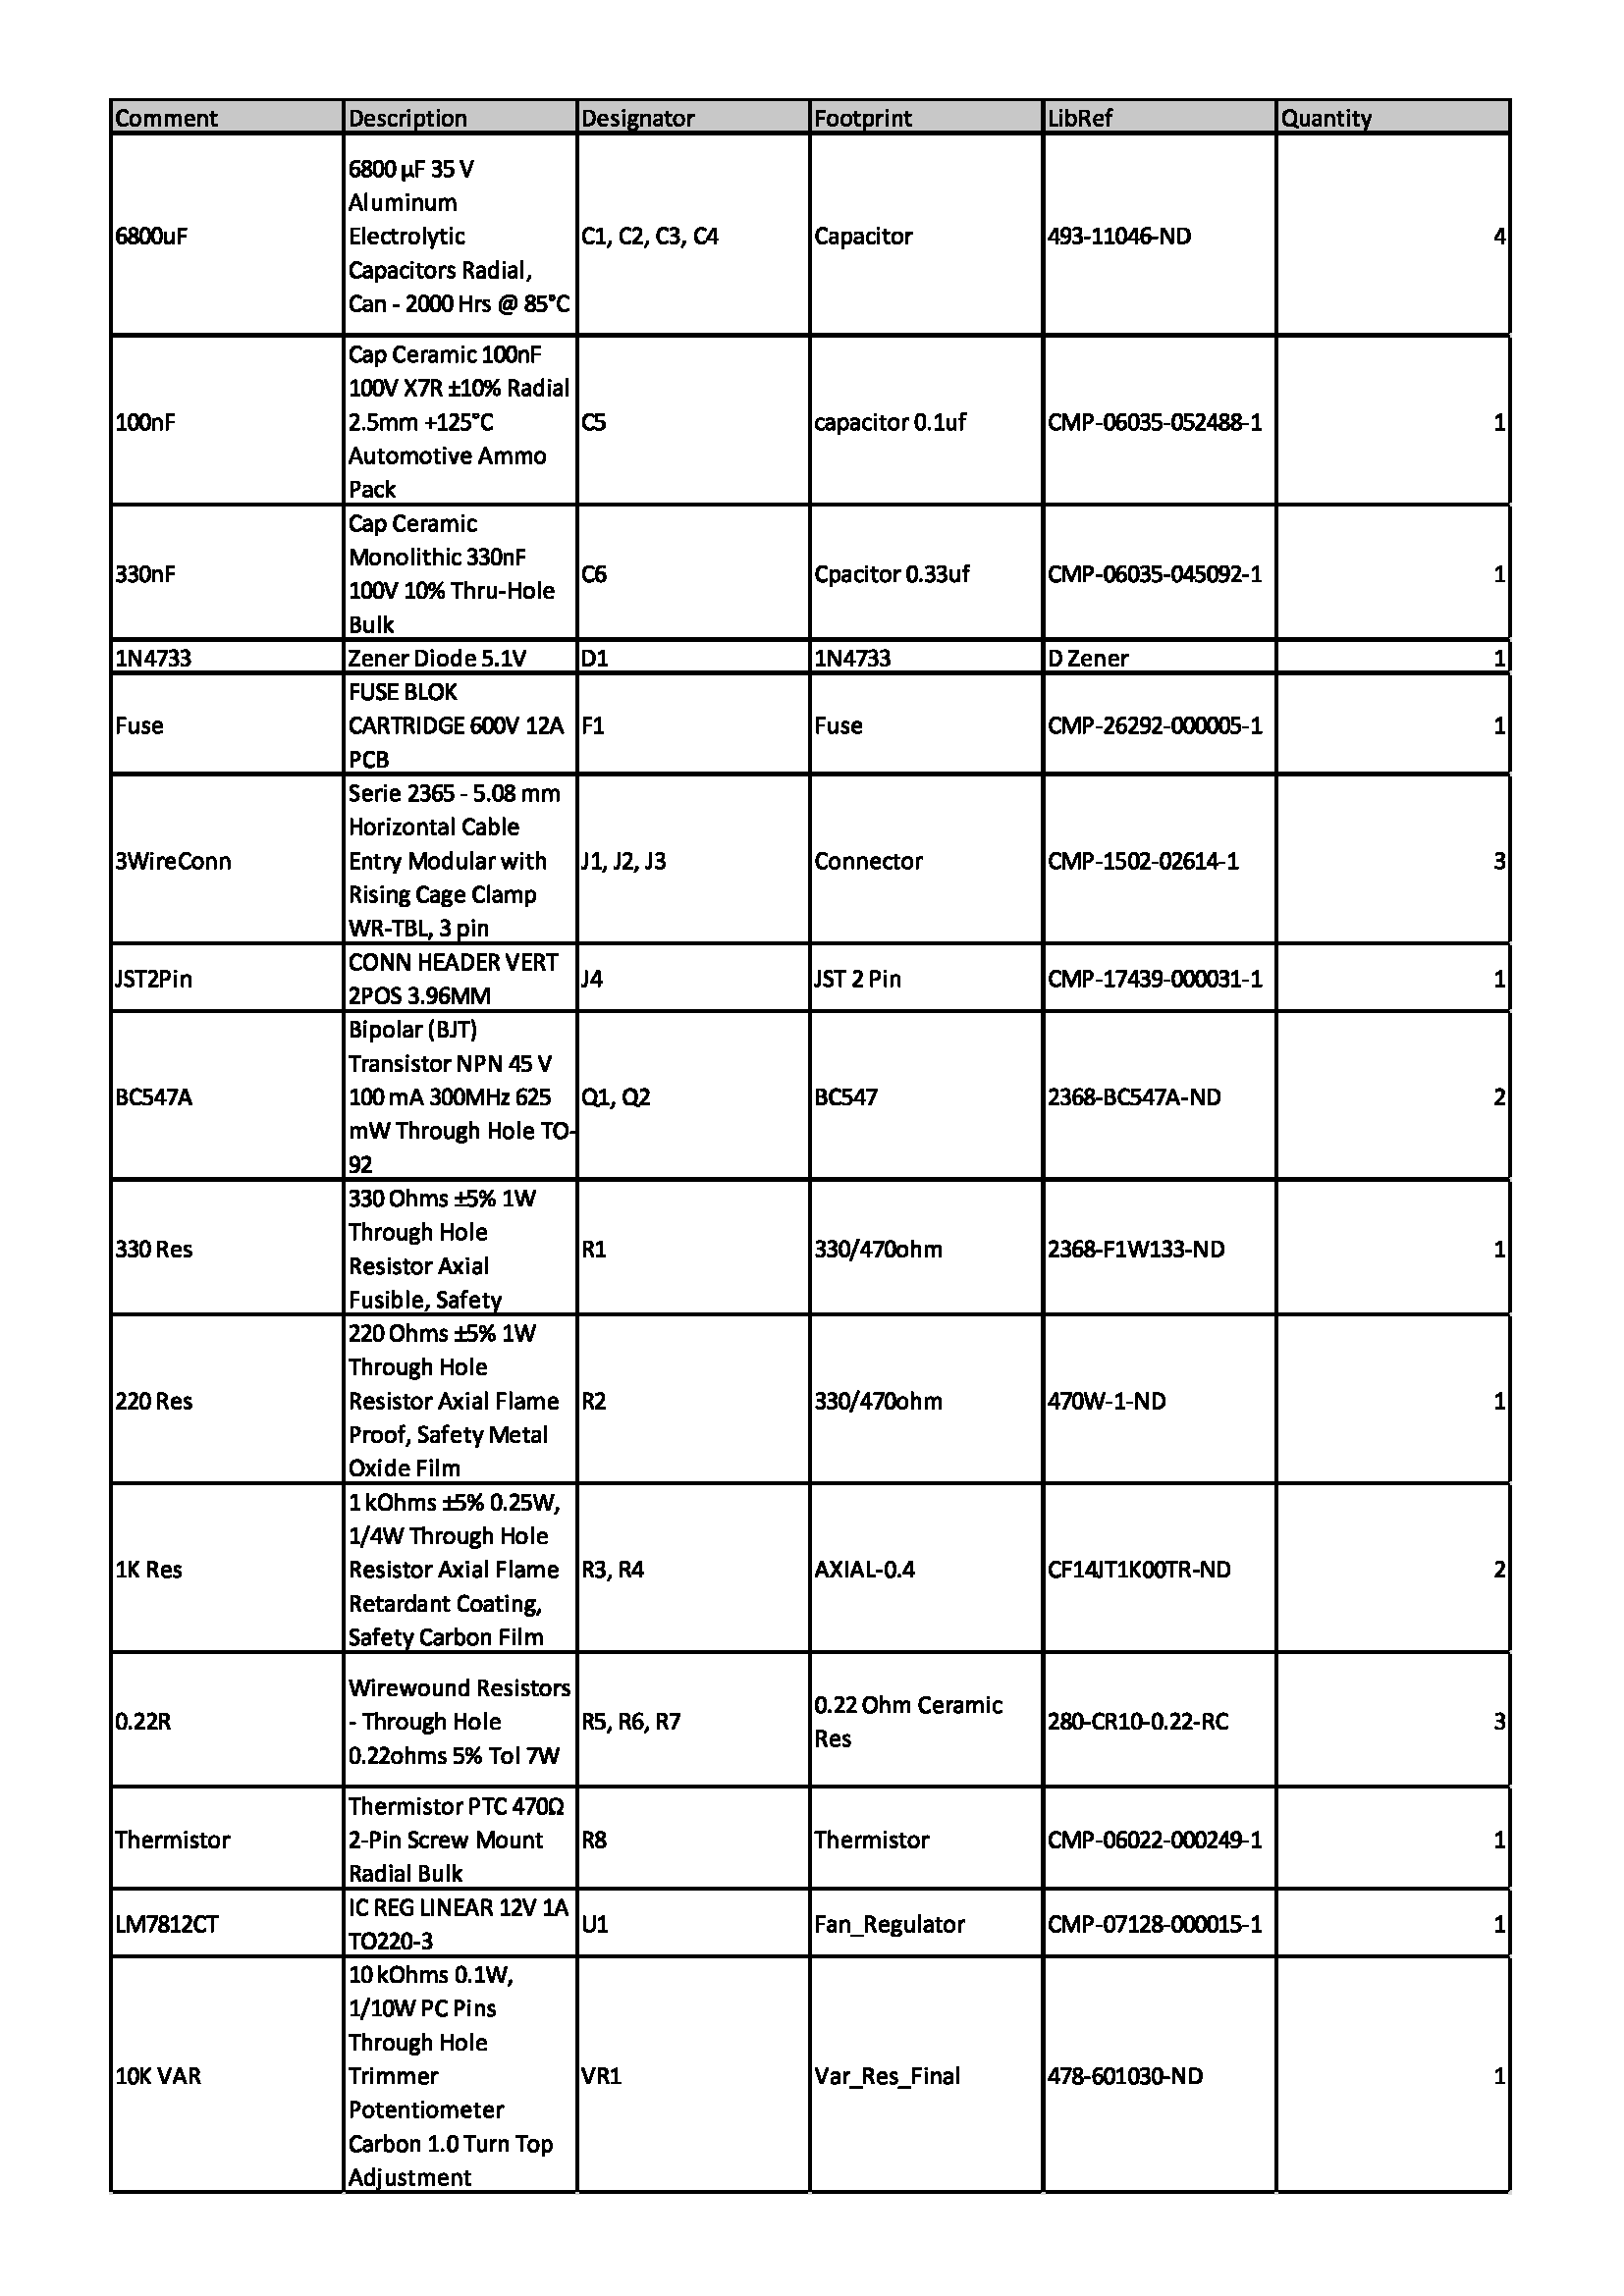 Comment Description Designator Footprint LibRef Quantity
6800 µF 35 V
Aluminum
6800uF Electrolytic C1, C2, C3, C4 Capacitor 493-11046-ND 4
Capacitors Radial,
Can - 2000 Hrs @ 85°C
Cap Ceramic 100nF
100V X7R ±10% Radial
100nF 2.5mm +125°C C5 capacitor 0.1uf CMP-06035-052488-1 1
Automotive Ammo
Pack
Cap Ceramic
Monolithic 330nF
330nF C6 Cpacitor 0.33uf CMP-06035-045092-1 1
100V 10% Thru-Hole
Bulk
1N4733 Zener Diode 5.1V D1 1N4733 D Zener 1
FUSE BLOK
Fuse CARTRIDGE 600V 12A F1 Fuse CMP-26292-000005-1 1
PCB
Serie 2365 - 5.08 mm
Horizontal Cable
3WireConn Entry Modular with J1, J2, J3 Connector CMP-1502-02614-1 3
Rising Cage Clamp
WR-TBL, 3 pin
CONN HEADER VERT
JST2Pin J4 JST 2 Pin CMP-17439-000031-1 1
2POS 3.96MM
Bipolar (BJT)
Transistor NPN 45 V
BC547A 100 mA 300MHz 625 Q1, Q2 BC547 2368-BC547A-ND 2
mW Through Hole TO-
92
330 Ohms ±5% 1W
Through Hole
330 Res R1 330/470ohm 2368-F1W133-ND 1
Resistor Axial
Fusible, Safety
220 Ohms ±5% 1W
Through Hole
220 Res Resistor Axial Flame R2 330/470ohm 470W-1-ND 1
Proof, Safety Metal
Oxide Film
1 kOhms ±5% 0.25W,
1/4W Through Hole
1K Res Resistor Axial Flame R3, R4 AXIAL-0.4 CF14JT1K00TR-ND 2
Retardant Coating,
Safety Carbon Film
Wirewound Resistors
0.22R - Through Hole R5, R6, R7 0.22 Ohm Ceramic 280-CR10-0.22-RC 3
Res
0.22ohms 5% Tol 7W
Thermistor PTC 470Ω
Thermistor 2-Pin Screw Mount R8 Thermistor CMP-06022-000249-1 1
Radial Bulk
IC REG LINEAR 12V 1A
LM7812CT U1 Fan_Regulator CMP-07128-000015-1 1
TO220-3
10 kOhms 0.1W,
1/10W PC Pins
Through Hole
10K VAR Trimmer VR1 Var_Res_Final 478-601030-ND 1
Potentiometer
Carbon 1.0 Turn Top
Adjustment